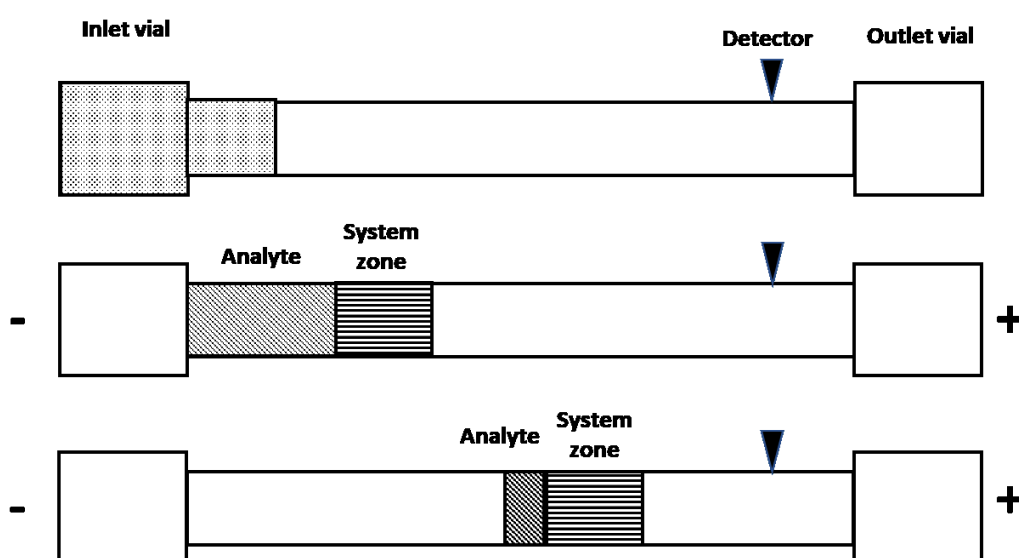 Inlet vial
Detector
Outlet vial
Analyte
System
zone
-
+
Analyte
System
zone
-
+